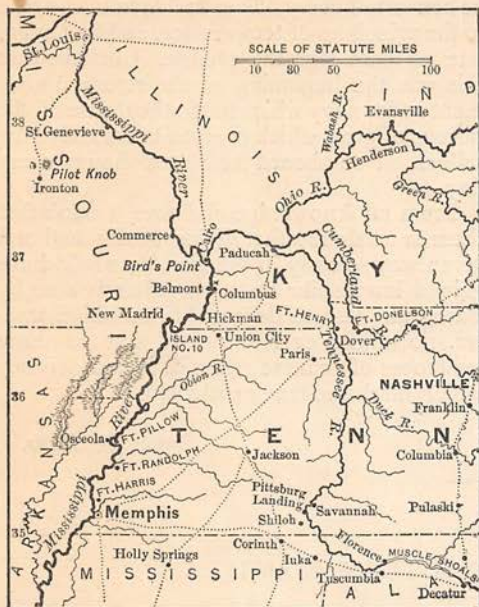 SCALE OF STATUTE MILES
10 30 50 100
St. Louis
MISSOURI
ILLINOIS
IND
Mississippi
River
Wabash R.
Evansville
38
St. Genevieve
Henderson
Green R.
Pilot Knob
Ironton
Ohio R.
Cumberland
R.
Commerce
Cairo
Paducah
37
Bird's Point
K Y
Belmont
Columbus
New Madrid
Hickman
FT. HENRY
FT. DONELSON
Dover
ISLAND
NO. 10
Union City
Paris
Tennessee
R.
Obion R.
36
NASHVILLE
Franklin
Duck R.
ARKANSAS
Osceola
River
FT. PILLOW
TENN
FT. RANDOLPH
Jackson
Columbia
FT. HARRIS
Pittsburg
Landing
Savannah
Pulaski
Mississippi
Memphis
Shiloh
35
Corinth
Florence
MUSCLE SHOALS
Holly Springs
Iuka
Tuscumbia
MISSISSIPPI
ALA
Decatur